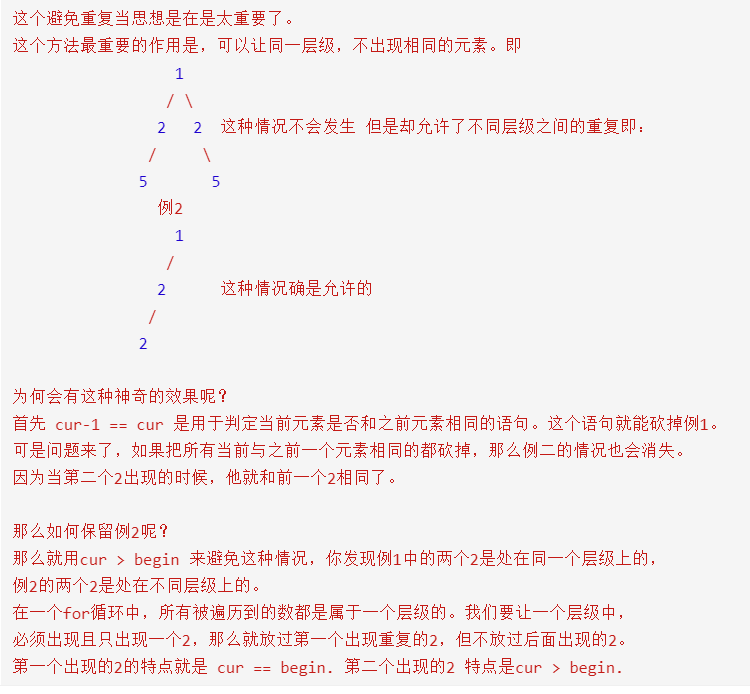 这个避免重复当思想是在是太重要了。
这个方法最重要的作用是，可以让同一层级，不出现相同的元素。即
1
/ \
2 2 这种情况不会发生 但是却允许了不同层级之间的重复即：
/ \
5 5
例2
1
/
2 这种情况确是允许的
/
2
为何会有这种神奇的效果呢？
首先 cur-1 == cur 是用于判定当前元素是否和之前元素相同的语句。这个语句就能砍掉例1。
可是问题来了，如果把所有当前与之前一个元素相同的都砍掉，那么例二的情况也会消失。
因为当第二个2出现的时候，他就和前一个2相同了。
那么如何保留例2呢？
那么就用cur > begin 来避免这种情况，你发现例1中的两个2是处在同一个层级上的，
例2的两个2是处在不同层级上的。
在一个for循环中，所有被遍历到的数都是属于一个层级的。我们要让一个层级中，
必须出现且只出现一个2，那么就放过第一个出现重复的2，但不放过后面出现的2。
第一个出现的2的特点就是 cur == begin. 第二个出现的2 特点是cur > begin.